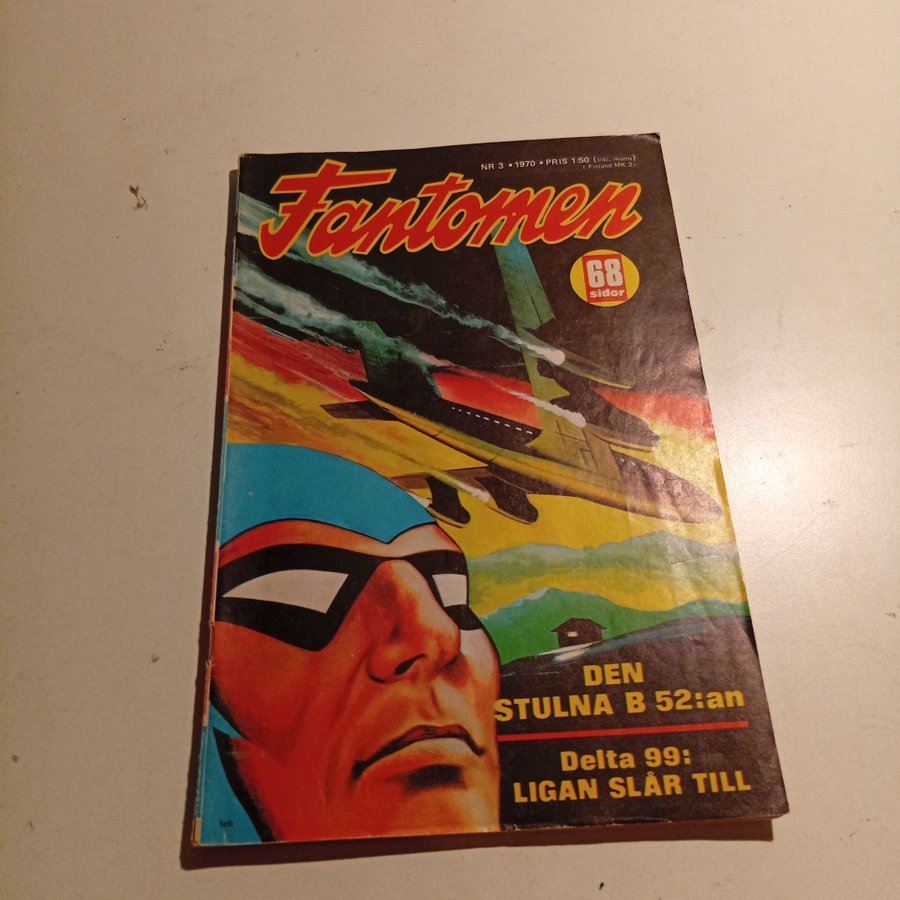 NR 3 • 1970 • PRIS 1:50 (inkl. moms)
I Finland MK 2:-
Fantomen
68
sidor
DEN
STULNA B 52:an
Delta 99:
LIGAN SLÅR TILL